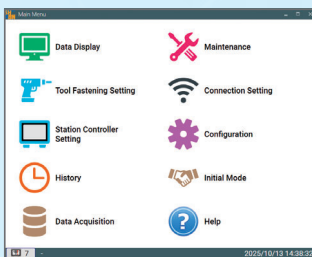 Main Menu
Data Display
Maintenance
Tool Fastening Setting
Connection Setting
Station Controller
Setting
Configuration
History
Initial Mode
Data Acquisition
Help
7 -
2025/10/13 14:38:32